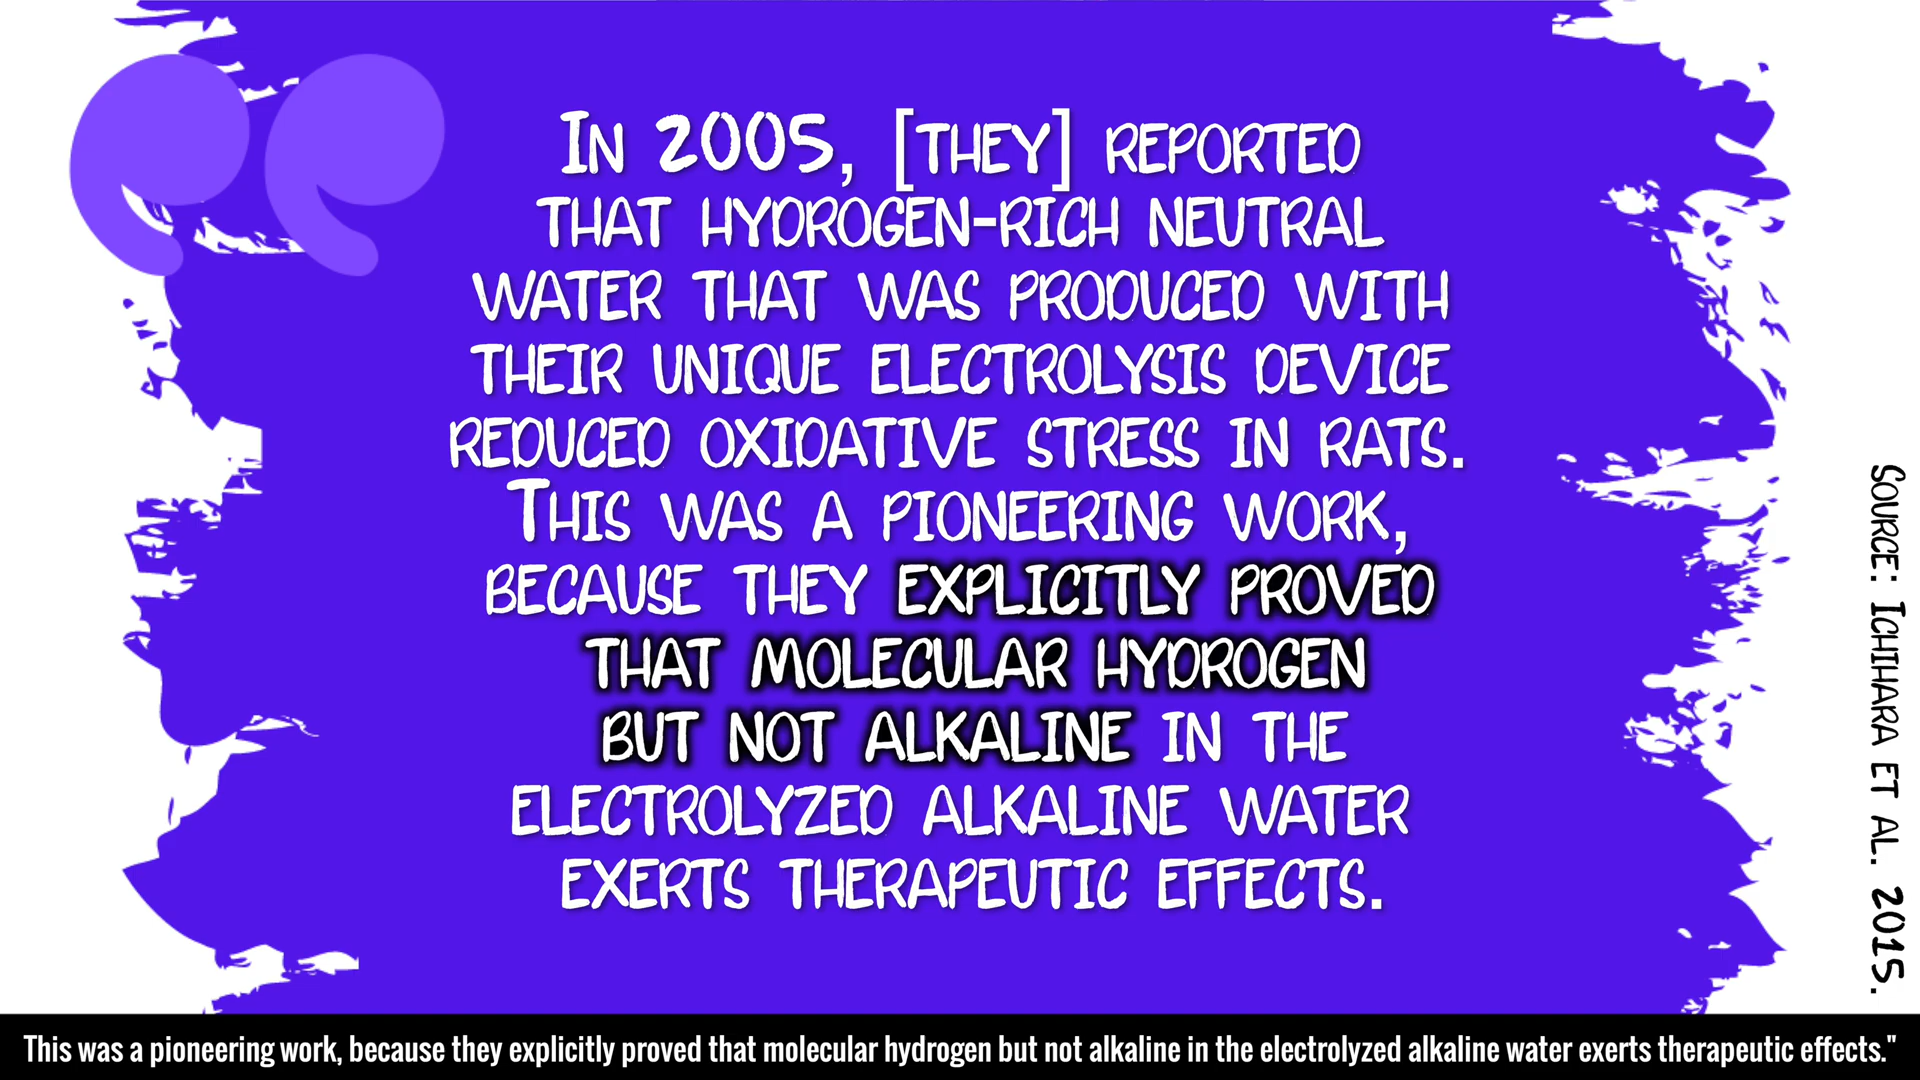 In 2005, [they] reported
that hydrogen-rich neutral
water that was produced with
their unique electrolysis device
reduced oxidative stress in rats.
This was a pioneering work,
because they explicitly proved
that molecular hydrogen
but not alkaline in the
electrolyzed alkaline water
exerts therapeutic effects.
Source: Ichihara et al. 2015.
This was a pioneering work, because they explicitly proved that molecular hydrogen but not alkaline in the electrolyzed alkaline water exerts therapeutic effects."